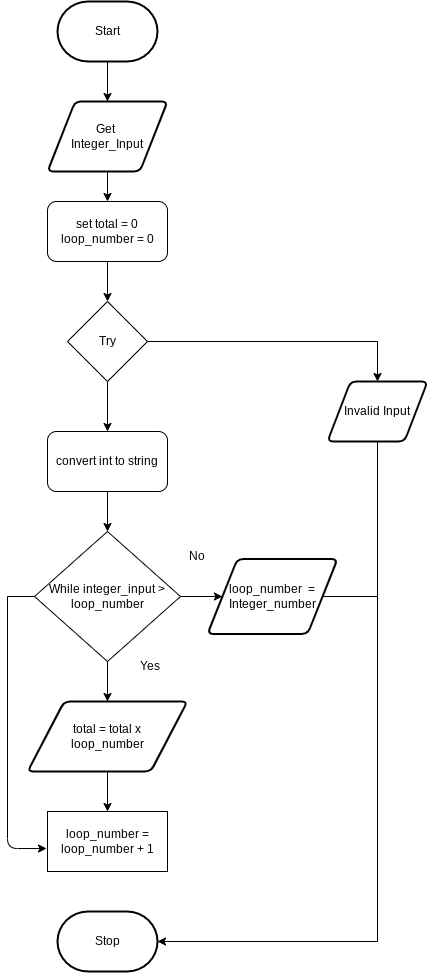 Start
Get
Integer_Input
set total = 0
loop_number = 0
Try
Invalid Input
convert int to string
No
While integer_input >
loop_number
loop_number  =
Integer_number
Yes
total = total x
loop_number
loop_number =
loop_number + 1
Stop